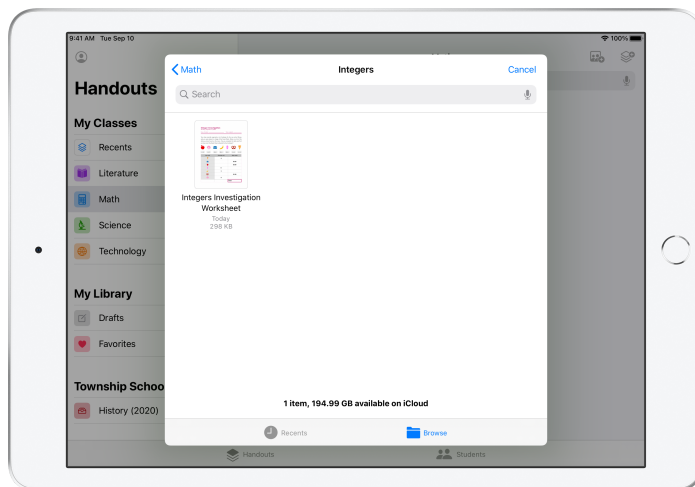 9:41 AM Tue Sep 10
100%
Handouts
My Classes
Recents
Literature
Math
Science
Technology
My Library
Drafts
Favorites
Township Schoo
History (2020)
Math
Integers
Cancel
Search
Integers Investigation
Worksheet
Today
298 KB
1 item, 194.99 GB available on iCloud
Recents
Browse
Handouts
Students